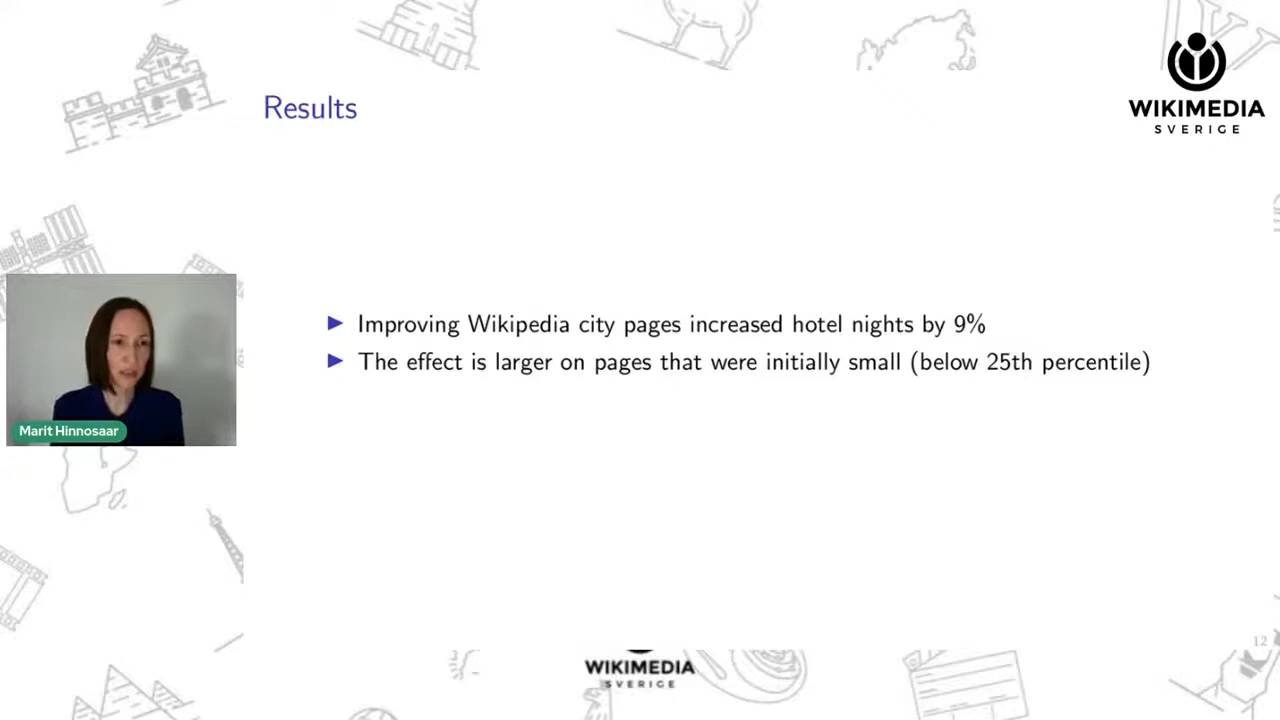 WIKIMEDIA
SVERIGE
Results
Improving Wikipedia city pages increased hotel nights by 9%
The effect is larger on pages that were initially small (below 25th percentile)
Marit Hinnosaar
12
WIKIMEDIA
SVERIGE